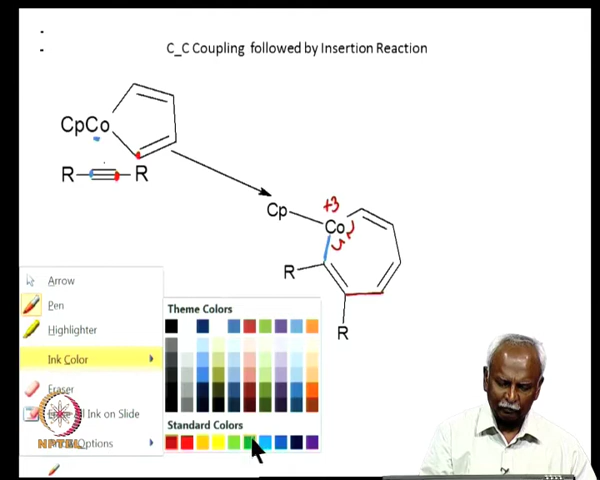 C_C Coupling followed by Insertion Reaction
CpCo
R R
+3
Cp
Co
R
R
Arrow
Pen
Highlighter
Ink Color
Eraser
Ink on Slide
Options
NPTEL
Theme Colors
Standard Colors